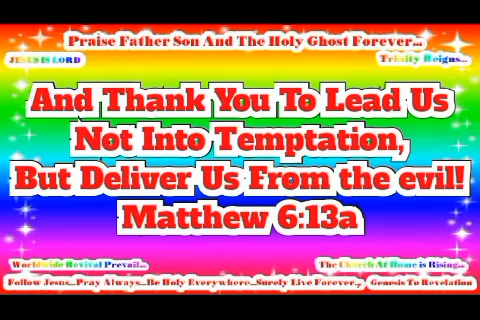 Praise Father Son And The Holy Ghost Forever...
JESUS IS LORD
Trinity Reigns...
And Thank You To Lead Us
Not Into Temptation,
But Deliver Us From the evil!
Matthew 6:13a
Worldwide Revival Prevail...
The Church At Home is Rising...
Follow Jesus...Pray Always...Be Holy Everywhere...Surely Live Forever...
Genesis To Revelation